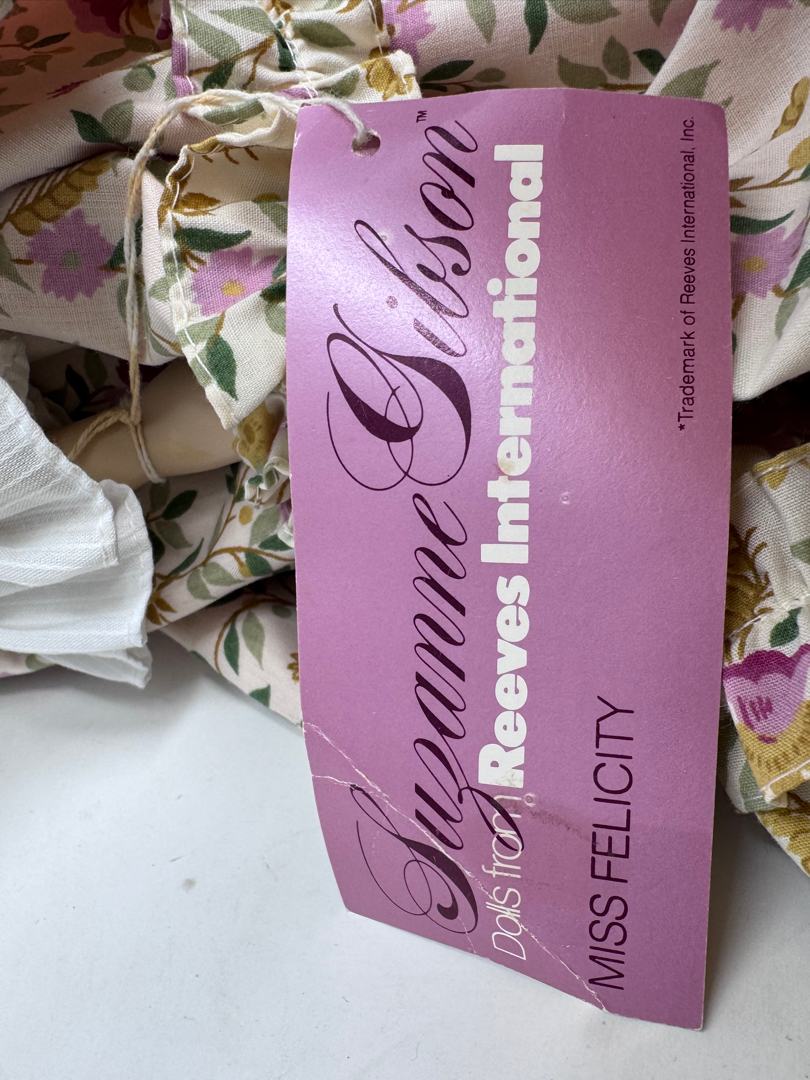 Suzanne Gibson™
Dolls from Reeves International
MISS FELICITY
*Trademark of Reeves International, Inc.